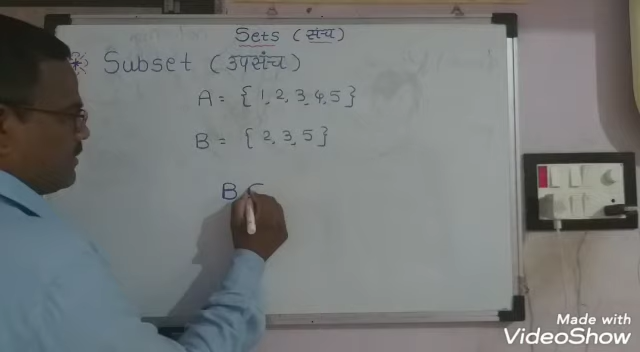 Sets (संच)
* Subset (उपसंच)
A = { 1, 2, 3, 4, 5 }
B = { 2, 3, 5 }
B
Made with
VideoShow